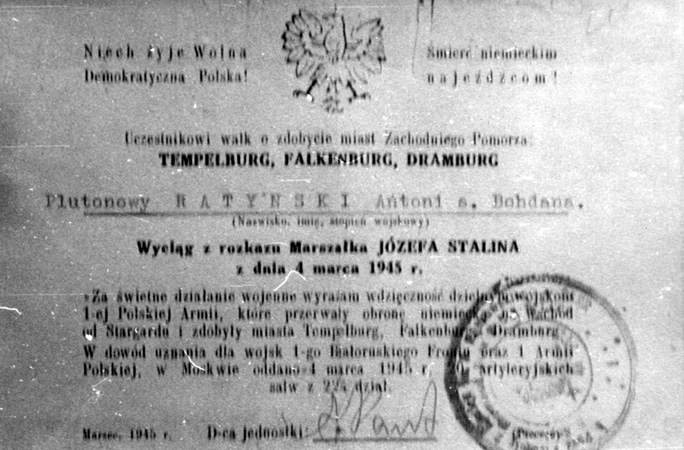 Niech żyje Wolna
Demokratyczna Polska!
Śmierć niemieckim
najeźdźcom!
Uczestnikowi walk o zdobycie miast Zachodniego Pomorza:
TEMPELBURG, FALKENBURG, DRAMBURG
Plutonowy RATYŃSKI Antoni s. Bohdana.
(Nazwisko, imię, stopień wojskowy)
Wyciąg z rozkazu Marszałka JÓZEFA STALINA
z dnia 4 marca 1945 r.
»Za świetne działanie wojenne wyrażam wdzięczność dzielnym wojskom
1-ej Polskiej Armii, które przerwały obronę na Wschód
od Stargardu i zdobyły miasta Tempelburg, Falkenburg, Dramburg
W dowód uznania dla wojsk 1-go Białoruskiego Frontu oraz 1 Armii
Polskiej, w Moskwie oddano 4 marca 1945 r. 20 artyleryjskich
salw z 224 dział.
Marzec, 1945 r. D-ca jednostki:
(Pieczęć)